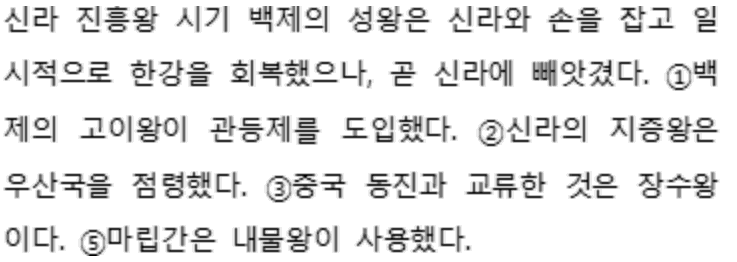 신라 진흥왕 시기 백제의 성왕은 신라와 손을 잡고 일
시적으로 한강을 회복했으나, 곧 신라에 빼앗겼다. ①백
제의 고이왕이 관등제를 도입했다. ②신라의 지증왕은
우산국을 점령했다. ③중국 동진과 교류한 것은 장수왕
이다. ⑤마립간은 내물왕이 사용했다.